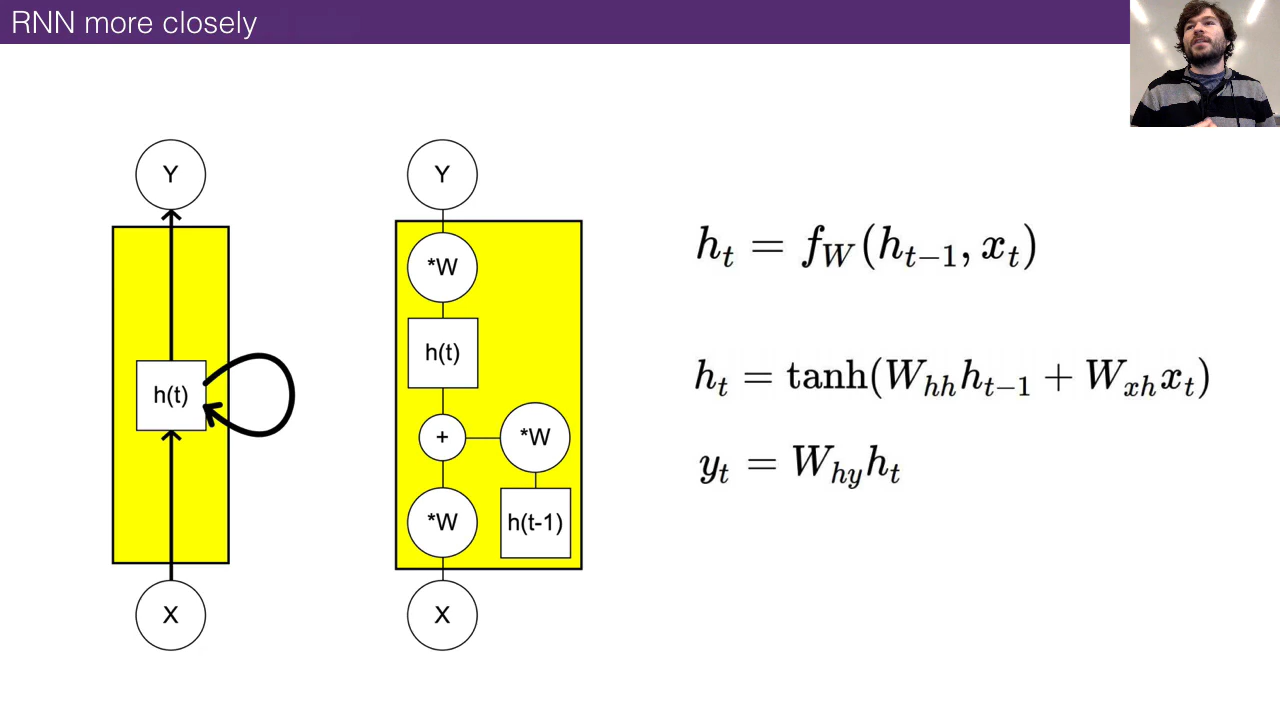 RNN more closely
Y
h(t)
X
Y
*W
h(t)
+
*W
*W
h(t-1)
X
h_t = f_W(h_{t-1}, x_t)
h_t = tanh(W_{hh}h_{t-1} + W_{xh}x_t)
y_t = W_{hy}h_t